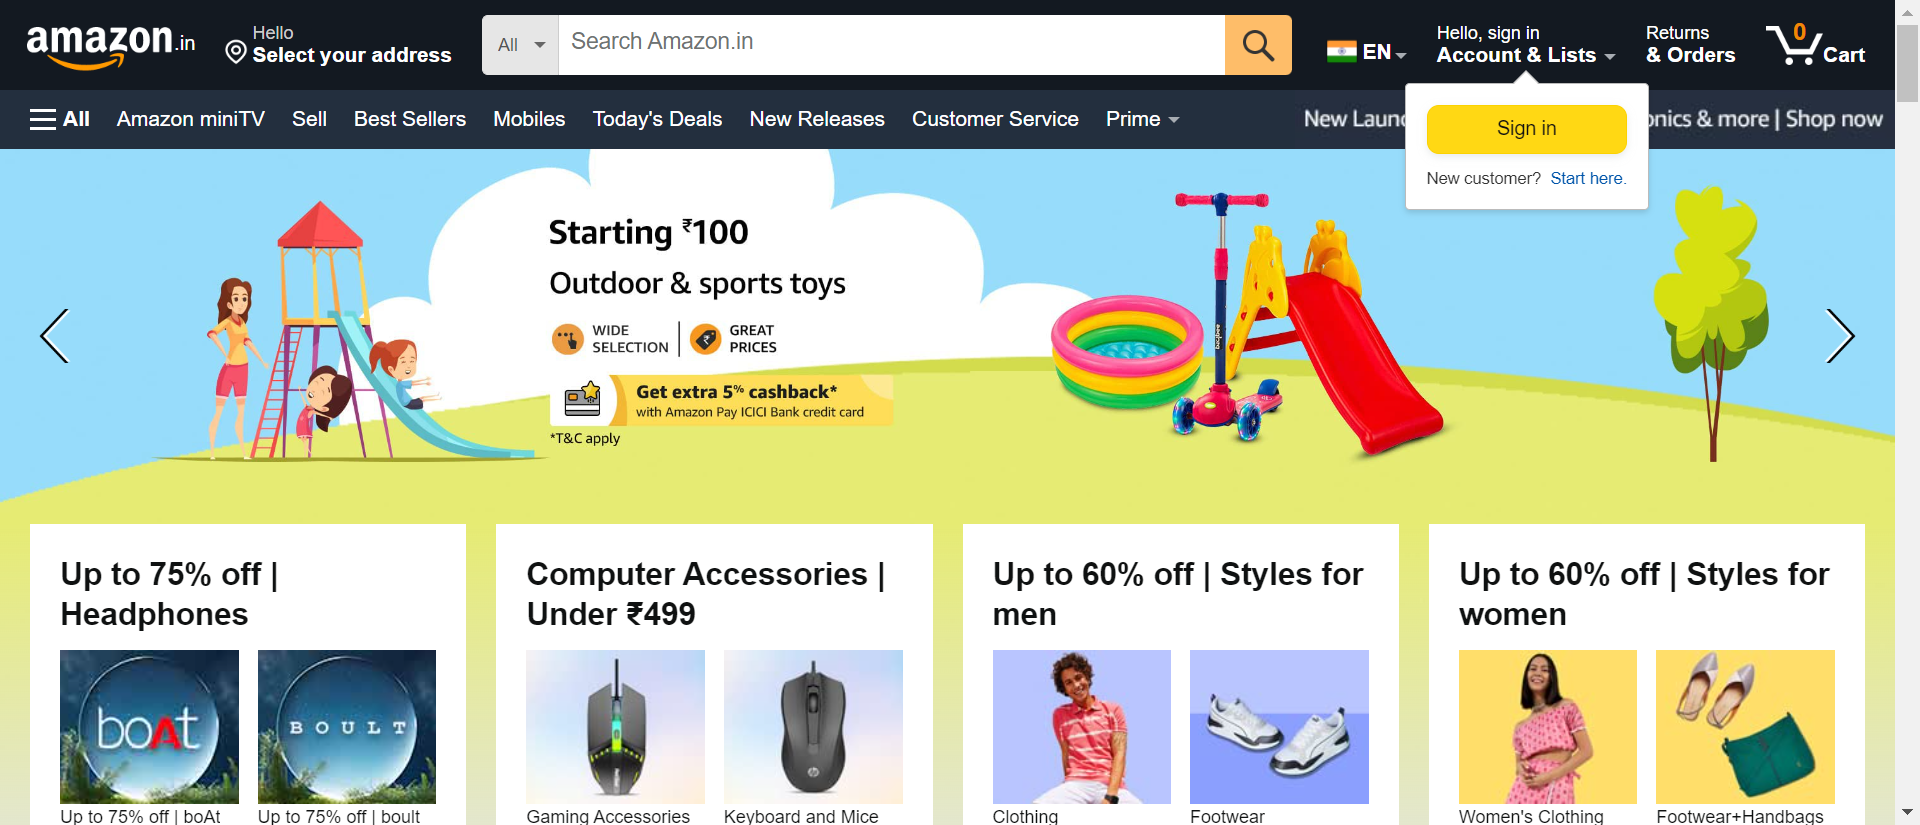 amazon.in
Hello
Select your address
All
Search Amazon.in
EN
Hello, sign in
Account & Lists
Returns
& Orders
0
Cart
All
Amazon miniTV
Sell
Best Sellers
Mobiles
Today's Deals
New Releases
Customer Service
Prime
New Laun
onics & more | Shop now
Sign in
New customer? Start here.
Starting ₹100
Outdoor & sports toys
WIDE
SELECTION
GREAT
PRICES
Get extra 5% cashback*
with Amazon Pay ICICI Bank credit card
*T&C apply
Up to 75% off |
Headphones
Computer Accessories |
Under ₹499
Up to 60% off | Styles for
men
Up to 60% off | Styles for
women
boAt
BOULT
hp
Up to 75% off | boAt
Up to 75% off | boult
Gaming Accessories
Keyboard and Mice
Clothing
Footwear
Women's Clothing
Footwear+Handbags